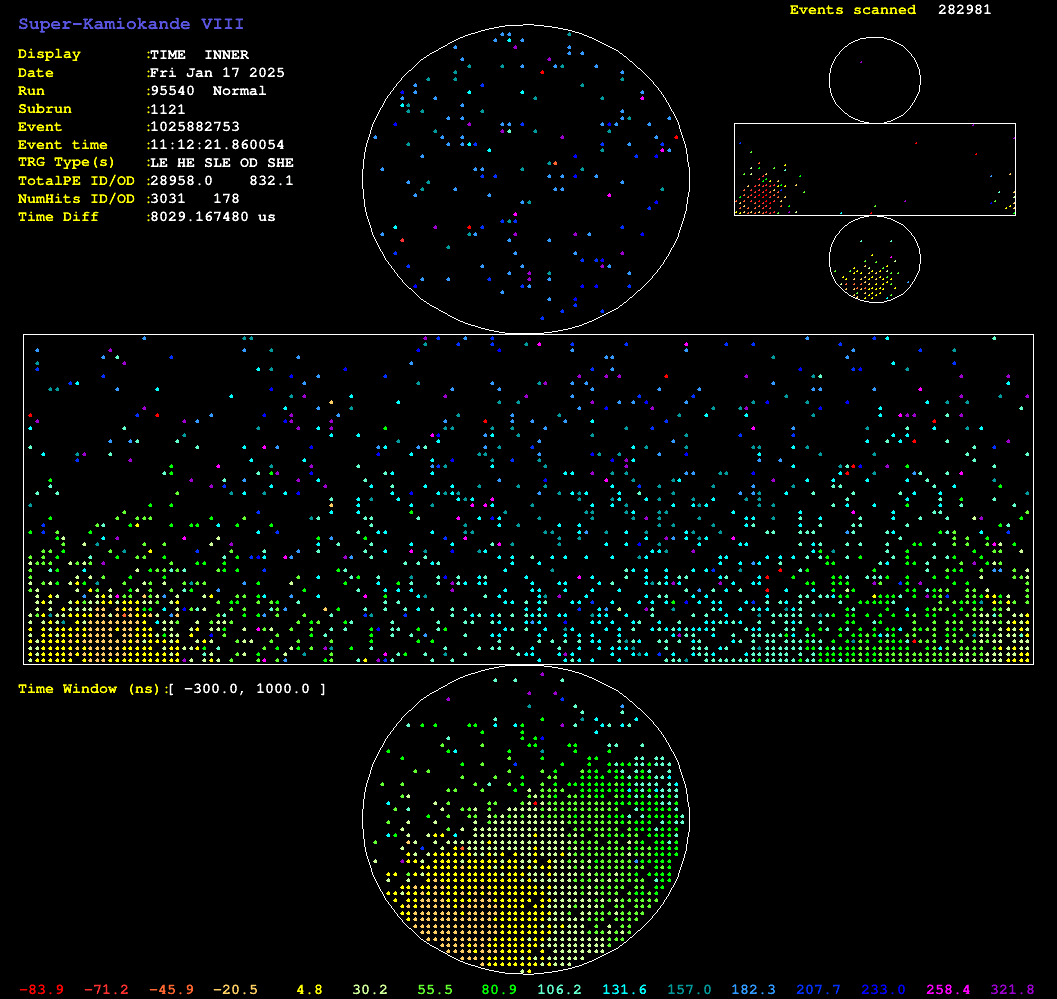 Super-Kamiokande VIII
Events scanned 282981
Display :TIME INNER
Date :Fri Jan 17 2025
Run :95540 Normal
Subrun :1121
Event :1025882753
Event time :11:12:21.860054
TRG Type(s) :LE HE SLE OD SHE
TotalPE ID/OD :28958.0 832.1
NumHits ID/OD :3031 178
Time Diff :8029.167480 us
Time Window (ns):[ -300.0, 1000.0 ]
-83.9 -71.2 -45.9 -20.5 4.8 30.2 55.5 80.9 106.2 131.6 157.0 182.3 207.7 233.0 258.4 321.8